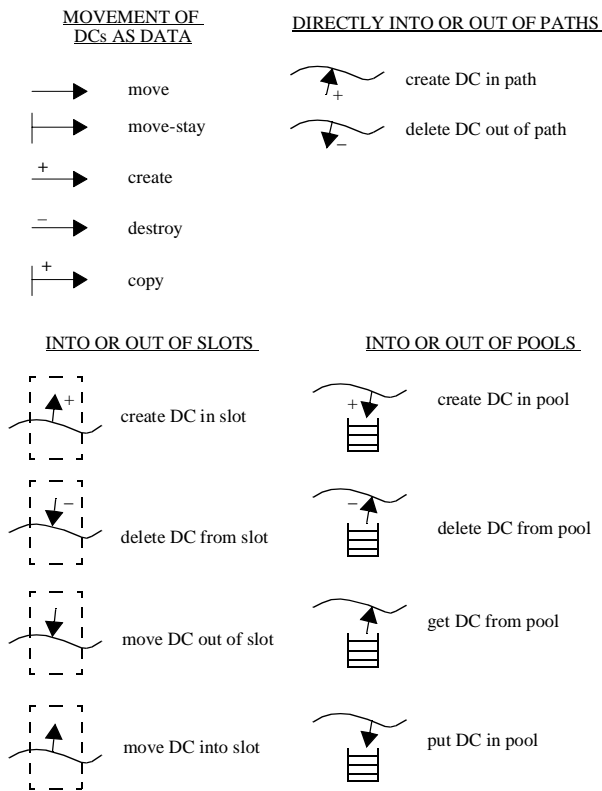 MOVEMENT OF
DCs AS DATA
move
move-stay
+
create
–
destroy
+
copy
DIRECTLY INTO OR OUT OF PATHS
+
create DC in path
–
delete DC out of path
INTO OR OUT OF SLOTS
+
create DC in slot
–
delete DC from slot
move DC out of slot
move DC into slot
INTO OR OUT OF POOLS
+
create DC in pool
–
delete DC from pool
get DC from pool
put DC in pool